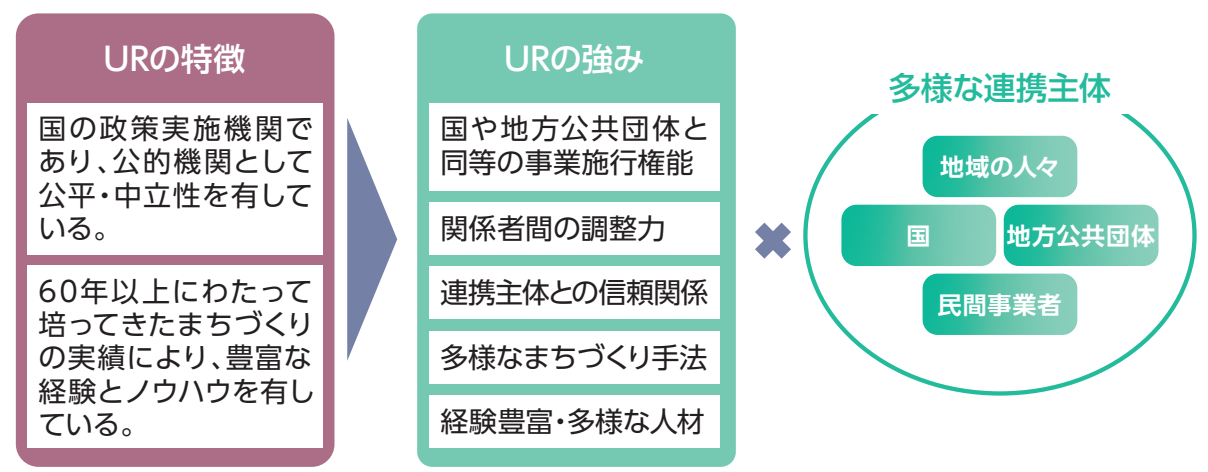 URの特徴
国の政策実施機関で
あり、公的機関として
公平・中立性を有して
いる。
60年以上にわたって
培ってきたまちづくり
の実績により、豊富な
経験とノウハウを有し
ている。
URの強み
国や地方公共団体と
同等の事業施行権能
関係者間の調整力
連携主体との信頼関係
多様なまちづくり手法
経験豊富・多様な人材
多様な連携主体
地域の人々
国
地方公共団体
民間事業者